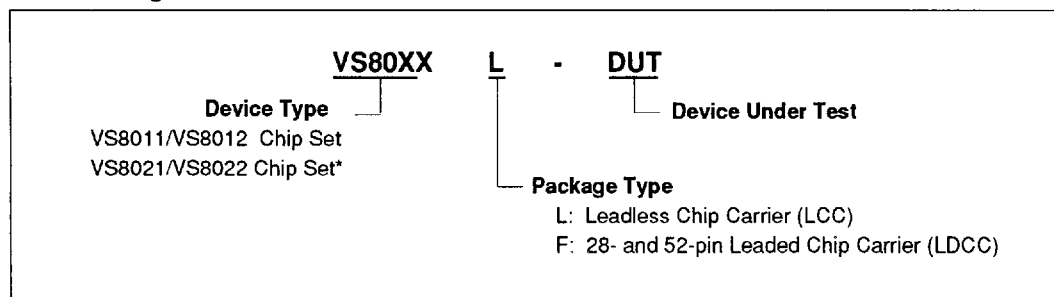 VS80XX L - DUT
Device Type
Device Under Test
VS8011/VS8012 Chip Set
VS8021/VS8022 Chip Set*
Package Type
L: Leadless Chip Carrier (LCC)
F: 28- and 52-pin Leaded Chip Carrier (LDCC)